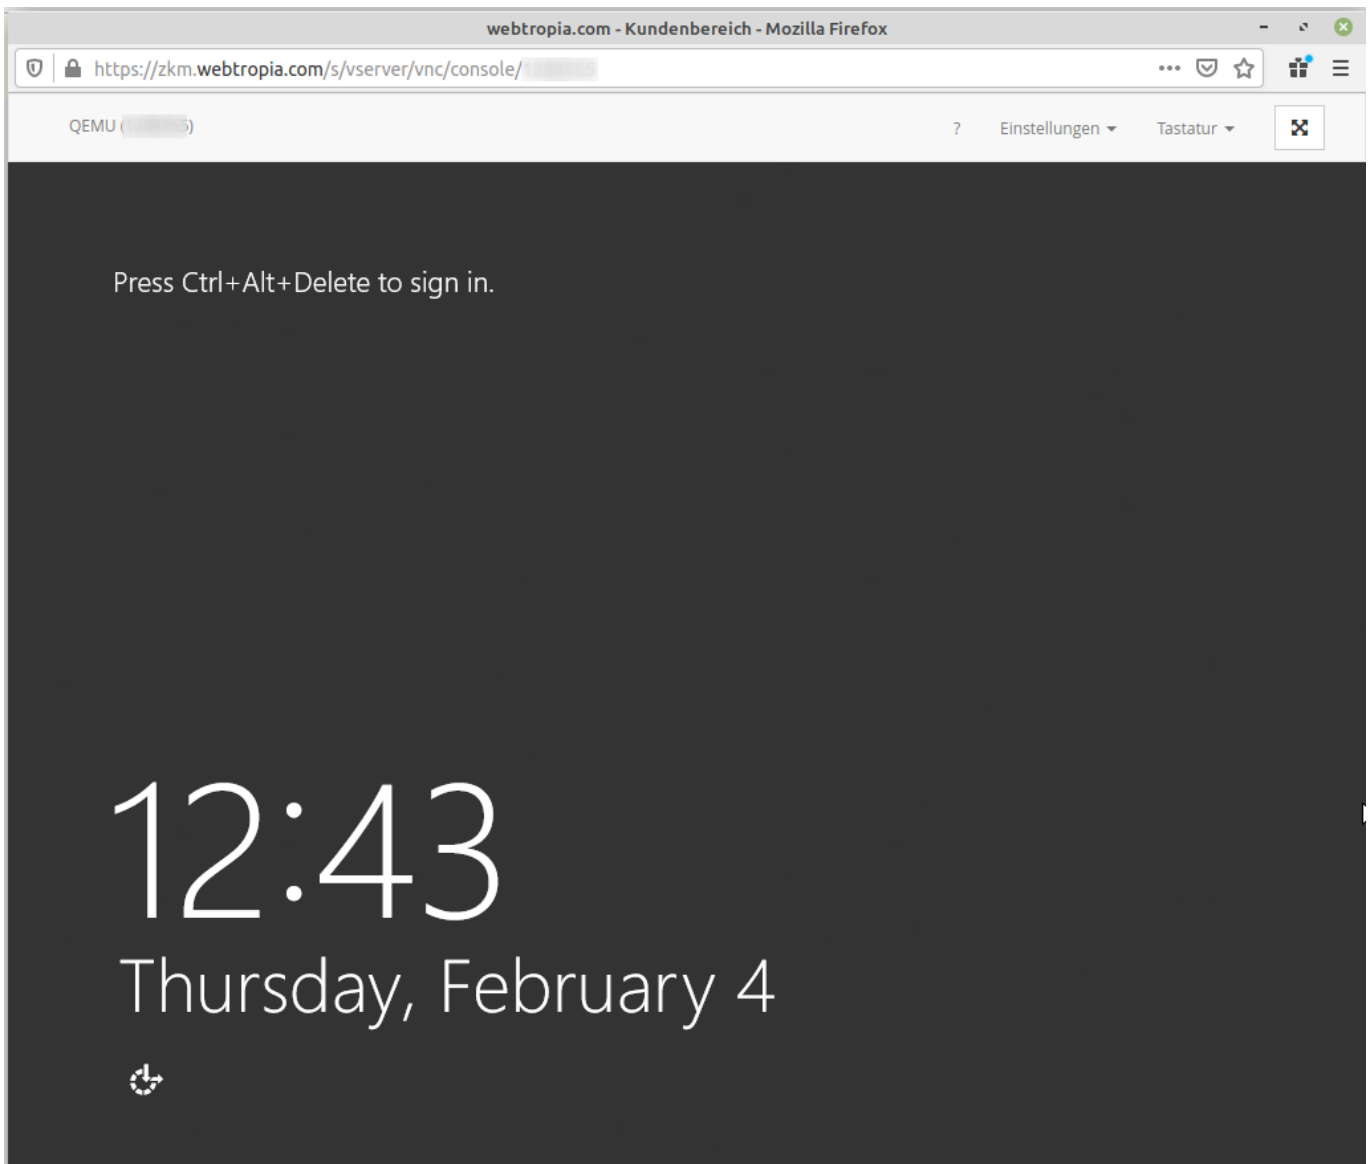 webtropia.com - Kundenbereich - Mozilla Firefox
https://zkm.webtropia.com/s/vserver/vnc/console/
QEMU ( 5)
? Einstellungen Tastatur
Press Ctrl+Alt+Delete to sign in.
12:43
Thursday, February 4